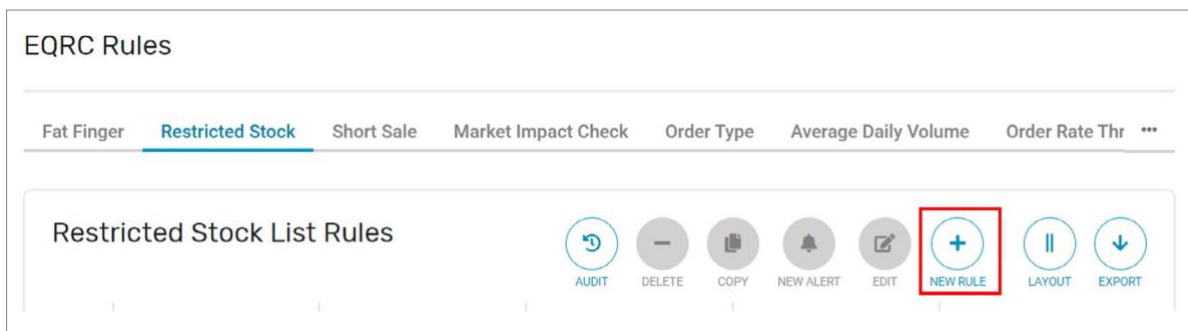 EQRC Rules
Fat Finger Restricted Stock Short Sale Market Impact Check Order Type Average Daily Volume Order Rate Thr ···
Restricted Stock List Rules
AUDIT DELETE COPY NEW ALERT EDIT NEW RULE LAYOUT EXPORT